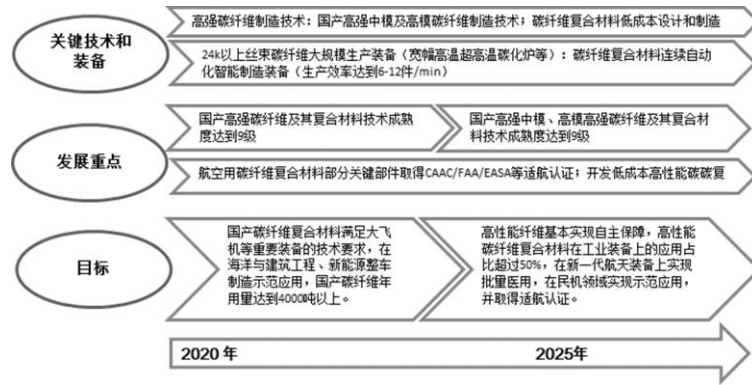 关键技术和
装备
高强碳纤维制造技术：国产高强中模及高模碳纤维制造技术；碳纤维复合材料低成本设计和制造
24k以上丝束碳纤维大规模生产装备（宽幅高温超高温碳化炉等）：碳纤维复合材料连续自动
化智能制造装备（生产效率达到6-12件/min）
发展重点
国产高强碳纤维及其复合材料技术成熟
度达到9级
国产高强中模、高模高强碳纤维及其复合材
料技术成熟度达到9级
航空用碳纤维复合材料部分关键部件取得CAAC/FAA/EASA等适航认证；开发低成本高性能碳碳复
目标
国产碳纤维复合材料满足大飞
机等重要装备的技术要求，在
海洋与建筑工程、新能源整车
制造示范应用，国产碳纤维年
用量达到4000吨以上。
高性能纤维基本实现自主保障，高性能
碳纤维复合材料在工业装备上的应用占
比超过50%，在新一代航天装备上实现
批量医用，在民机领域实现示范应用，
并取得适航认证。
2020 年
2025年